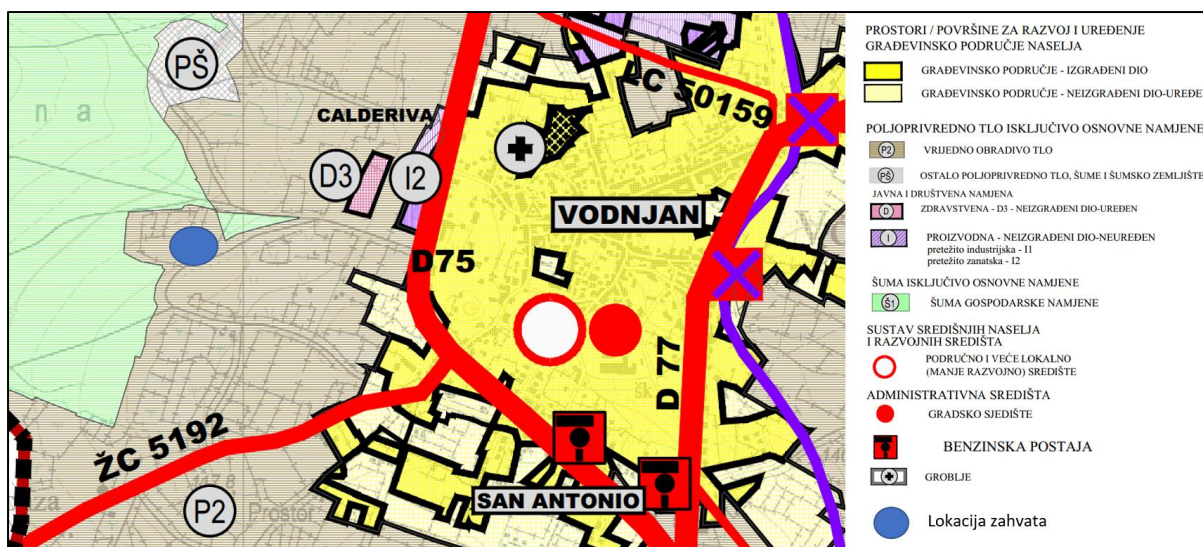 PŠ
n a
CALDERIVA
D3
I2
LC 50159
VODNJAN
D75
D 77
ŽC 5192
SAN ANTONIO
P2
Prostor
PROSTORI / POVRŠINE ZA RAZVOJ I UREĐENJE
GRAĐEVINSKO PODRUČJE NASELJA
GRAĐEVINSKO PODRUČJE - IZGRAĐENI DIO
GRAĐEVINSKO PODRUČJE - NEIZGRAĐENI DIO-UREĐE
POLJOPRIVREDNO TLO ISKLJUČIVO OSNOVNE NAMJENE
P2
VRIJEDNO OBRADIVO TLO
PŠ
OSTALO POLJOPRIVREDNO TLO, ŠUME I ŠUMSKO ZEMLJIŠTE
JAVNA I DRUŠTVENA NAMJENA
D
ZDRAVSTVENA - D3 - NEIZGRAĐENI DIO-UREĐEN
I
PROIZVODNA - NEIZGRAĐENI DIO-NEUREĐEN
pretežito industrijska - I1
pretežito zanatska - I2
ŠUMA ISKLJUČIVO OSNOVNE NAMJENE
Š1
ŠUMA GOSPODARSKE NAMJENE
SUSTAV SREDIŠNJIH NASELJA
I RAZVOJNIH SREDIŠTA
PODRUČNO I VEĆE LOKALNO
(MANJE RAZVOJNO) SREDIŠTE
ADMINISTRATIVNA SREDIŠTA
GRADSKO SJEDIŠTE
BENZINSKA POSTAJA
GROBLJE
Lokacija zahvata